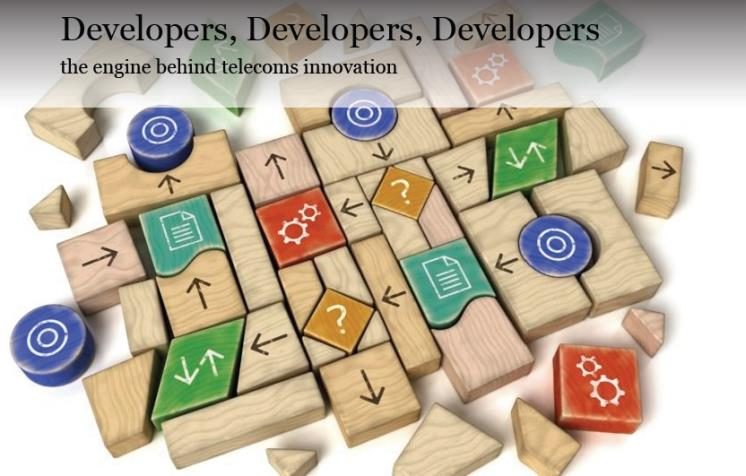 Developers, Developers, Developers
the engine behind telecoms innovation
?
?